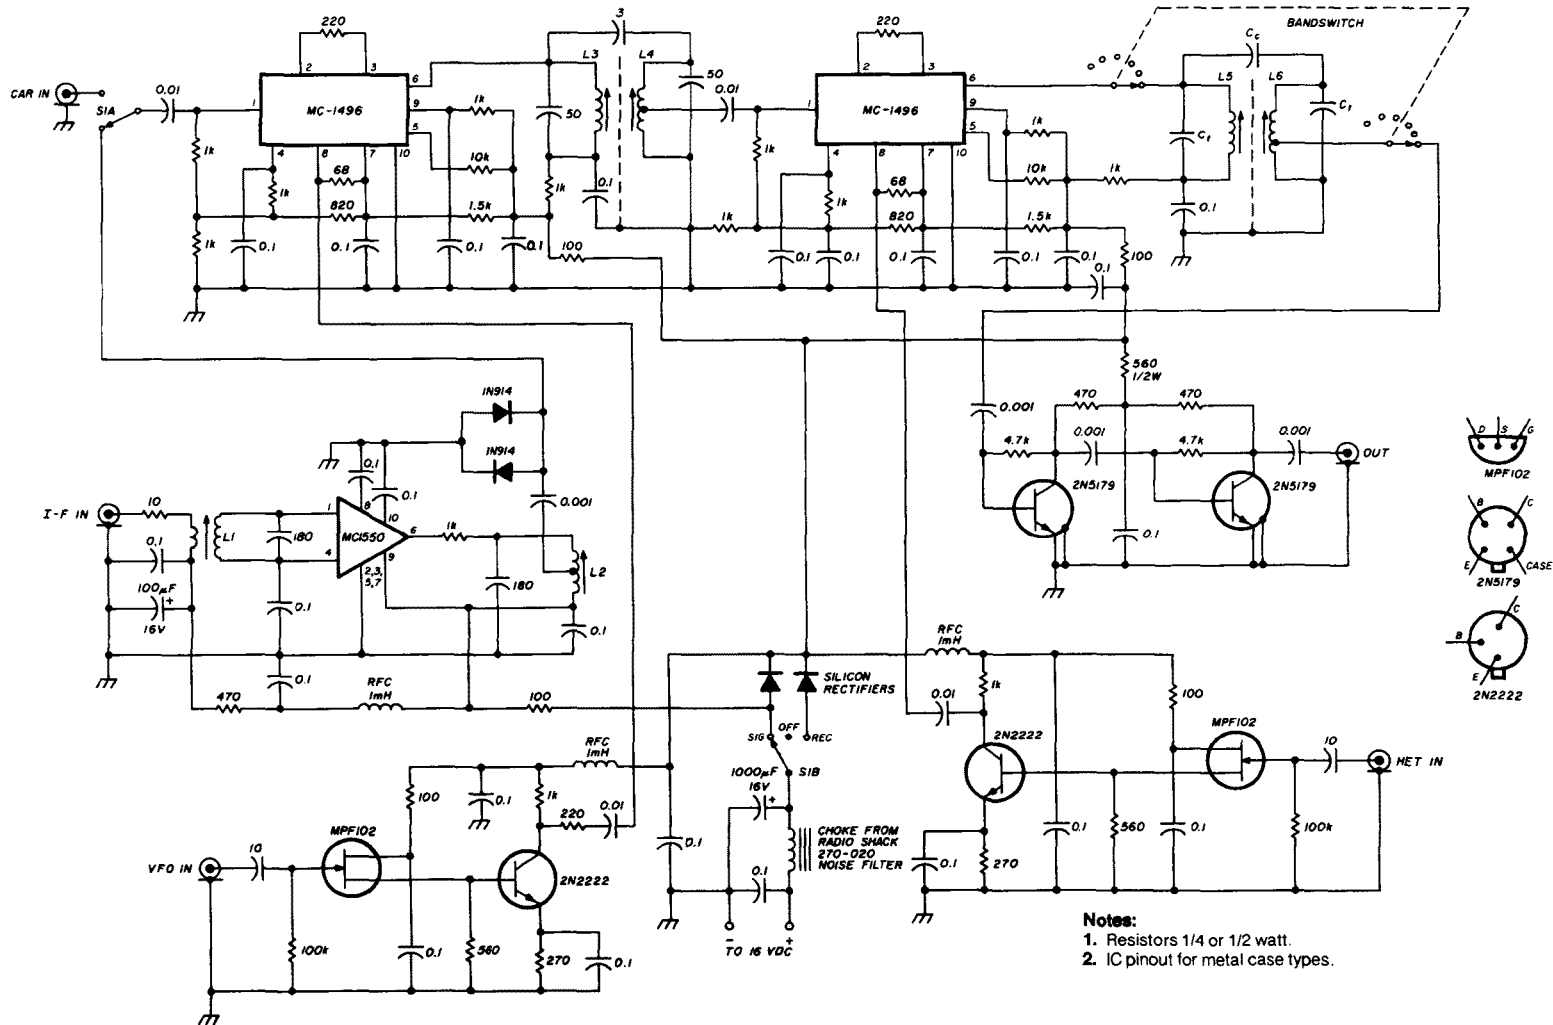 220
2
3
CAR IN
S1A
0.01
1
MC-1496
6
9
5
4
8
7
10
1k
1k
10k
1k
68
820
1.5k
1k
0.1
0.1
0.1
0.1
3
L3
L4
50
50
1k
0.1
100
0.01
220
2
3
1
MC-1496
6
9
5
4
8
7
10
1k
1k
1k
10k
1k
1k
68
820
1.5k
0.1
0.1
0.1
0.1
0.1
0.1
100
BANDSWITCH
Cc
L5
L6
Ct
Ct
0.1
560
1/2W
470
470
0.001
4.7k
0.001
4.7k
0.001
OUT
2N5179
2N5179
0.1
D
S
G
MPF102
B
C
E
CASE
2N5179
C
B
E
2N2222
1N914
1N914
0.1
0.1
0.001
I-F IN
10
L1
180
1
4
MC1550
8
10
6
9
2,3,
5,7
1k
180
L2
0.1
100μF
+
16V
0.1
0.1
0.1
470
RFC
1mH
100
SILICON
RECTIFIERS
SIG
OFF
REC
S1B
1000μF
16V
+
CHOKE FROM
RADIO SHACK
270-020
NOISE FILTER
0.1
0.1
-
+
TO 16 VDC
RFC
1mH
1k
0.01
2N2222
100
MPF102
10
HET IN
0.1
270
0.1
560
0.1
100k
VFO IN
10
MPF102
100
0.1
1k
RFC
1mH
220
0.01
2N2222
100k
0.1
560
270
0.1
Notes:
1. Resistors 1/4 or 1/2 watt.
2. IC pinout for metal case types.